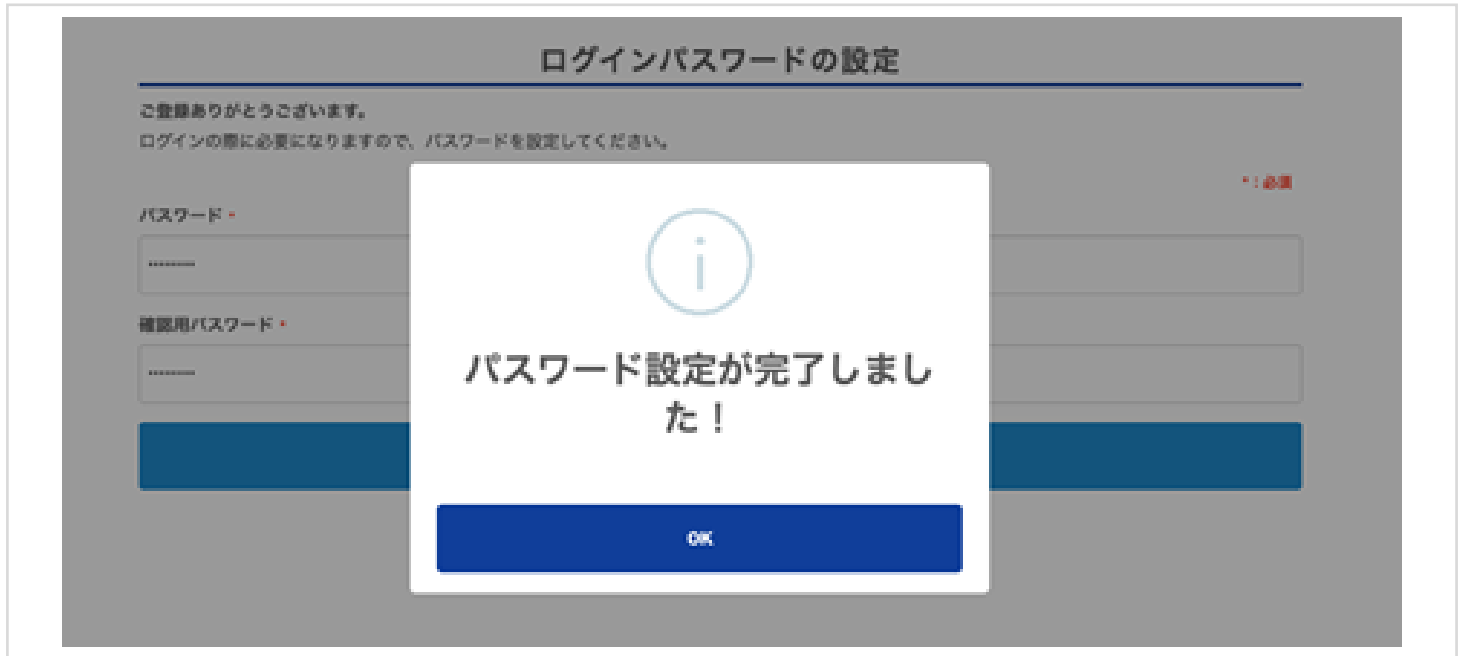 ログインパスワードの設定
ご登録ありがとうございます。
ログインの際に必要になりますので、パスワードを設定してください。
*：必須
パスワード *
········
確認用パスワード *
········
パスワード設定が完了しまし
た！
OK